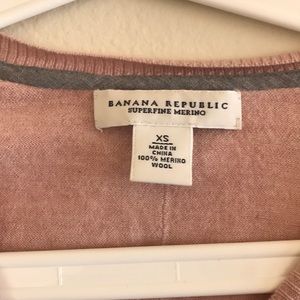 BANANA REPUBLIC
SUPERFINE MERINO
XS
MADE IN
CHINA
100% MERINO
WOOL